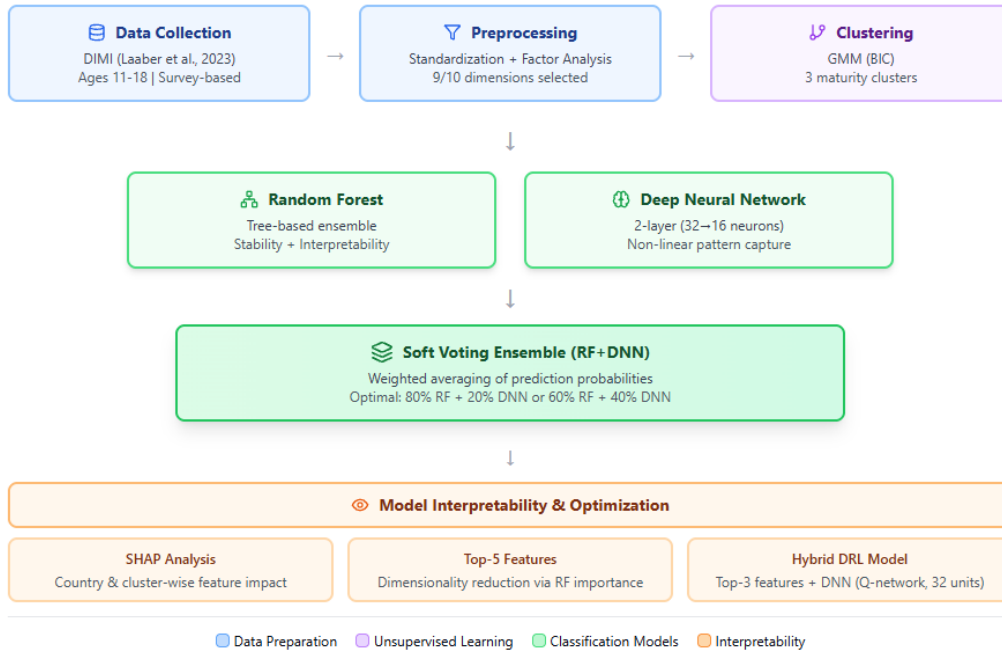 Data Collection
DIMI (Laaber et al., 2023)
Ages 11-18 | Survey-based
→
Preprocessing
Standardization + Factor Analysis
9/10 dimensions selected
→
Clustering
GMM (BIC)
3 maturity clusters
↓
Random Forest
Tree-based ensemble
Stability + Interpretability
Deep Neural Network
2-layer (32→16 neurons)
Non-linear pattern capture
↓
Soft Voting Ensemble (RF+DNN)
Weighted averaging of prediction probabilities
Optimal: 80% RF + 20% DNN or 60% RF + 40% DNN
↓
Model Interpretability & Optimization
SHAP Analysis
Country & cluster-wise feature impact
Top-5 Features
Dimensionality reduction via RF importance
Hybrid DRL Model
Top-3 features + DNN (Q-network, 32 units)
Data Preparation
Unsupervised Learning
Classification Models
Interpretability